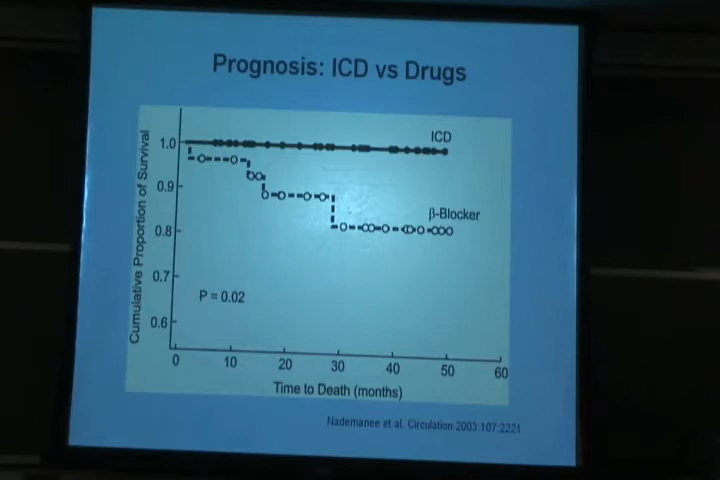 Prognosis: ICD vs Drugs
Cumulative Proportion of Survival
1.0
0.9
0.8
0.7
0.6
ICD
β-Blocker
P = 0.02
0 10 20 30 40 50 60
Time to Death (months)
Nademanee et al. Circulation 2003;107:2221